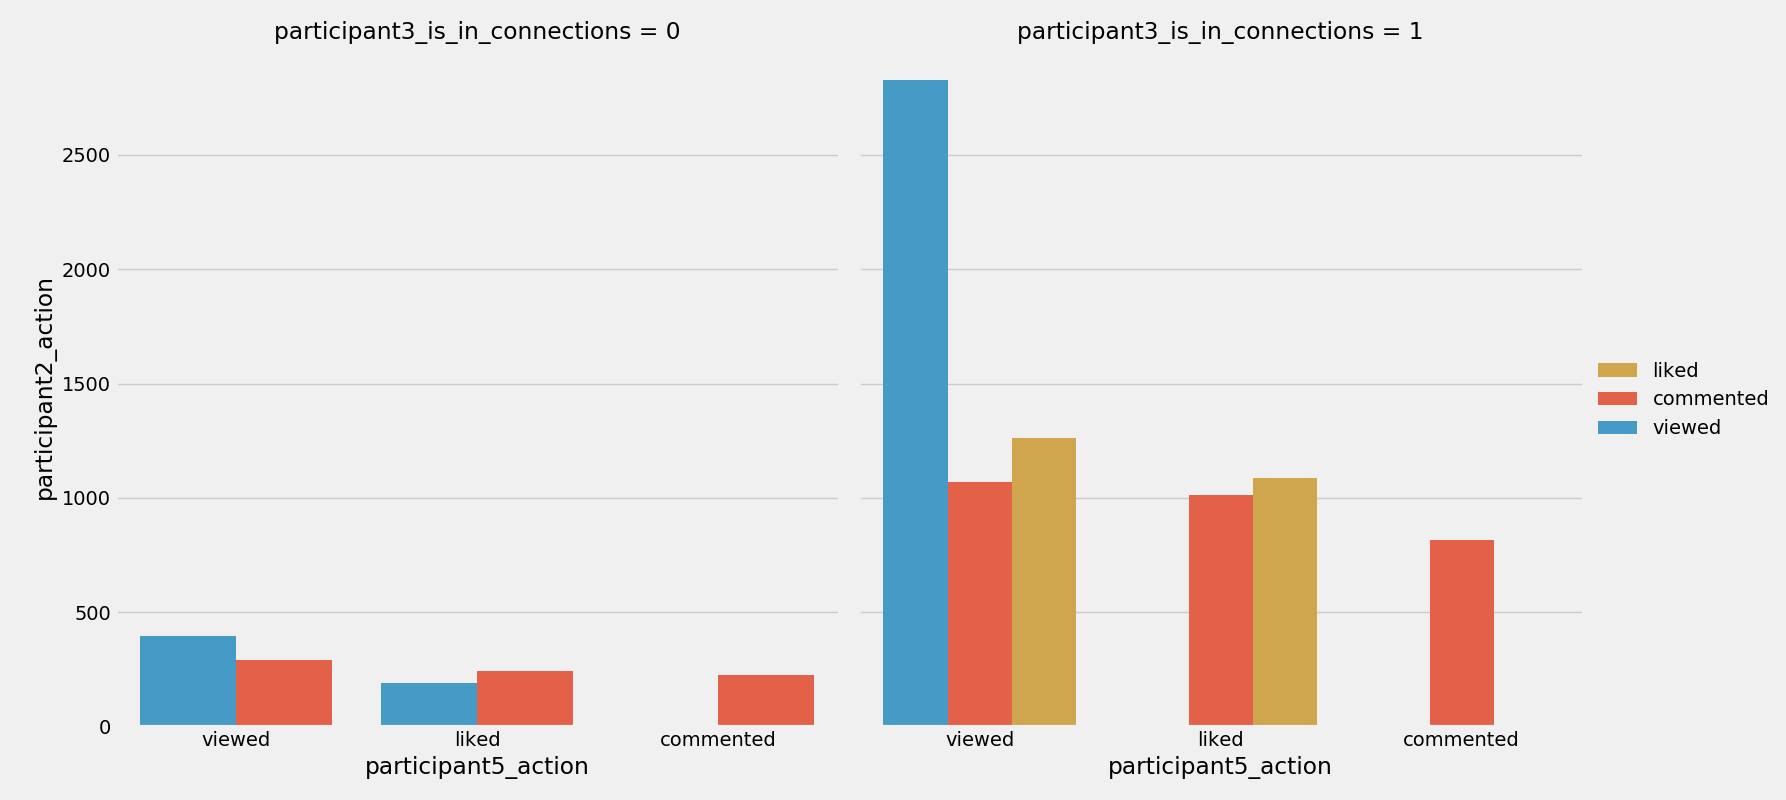 participant3_is_in_connections = 0
participant3_is_in_connections = 1
participant2_action
2500
2000
1500
1000
500
0
viewed
liked
commented
participant5_action
viewed
liked
commented
participant5_action
liked
commented
viewed